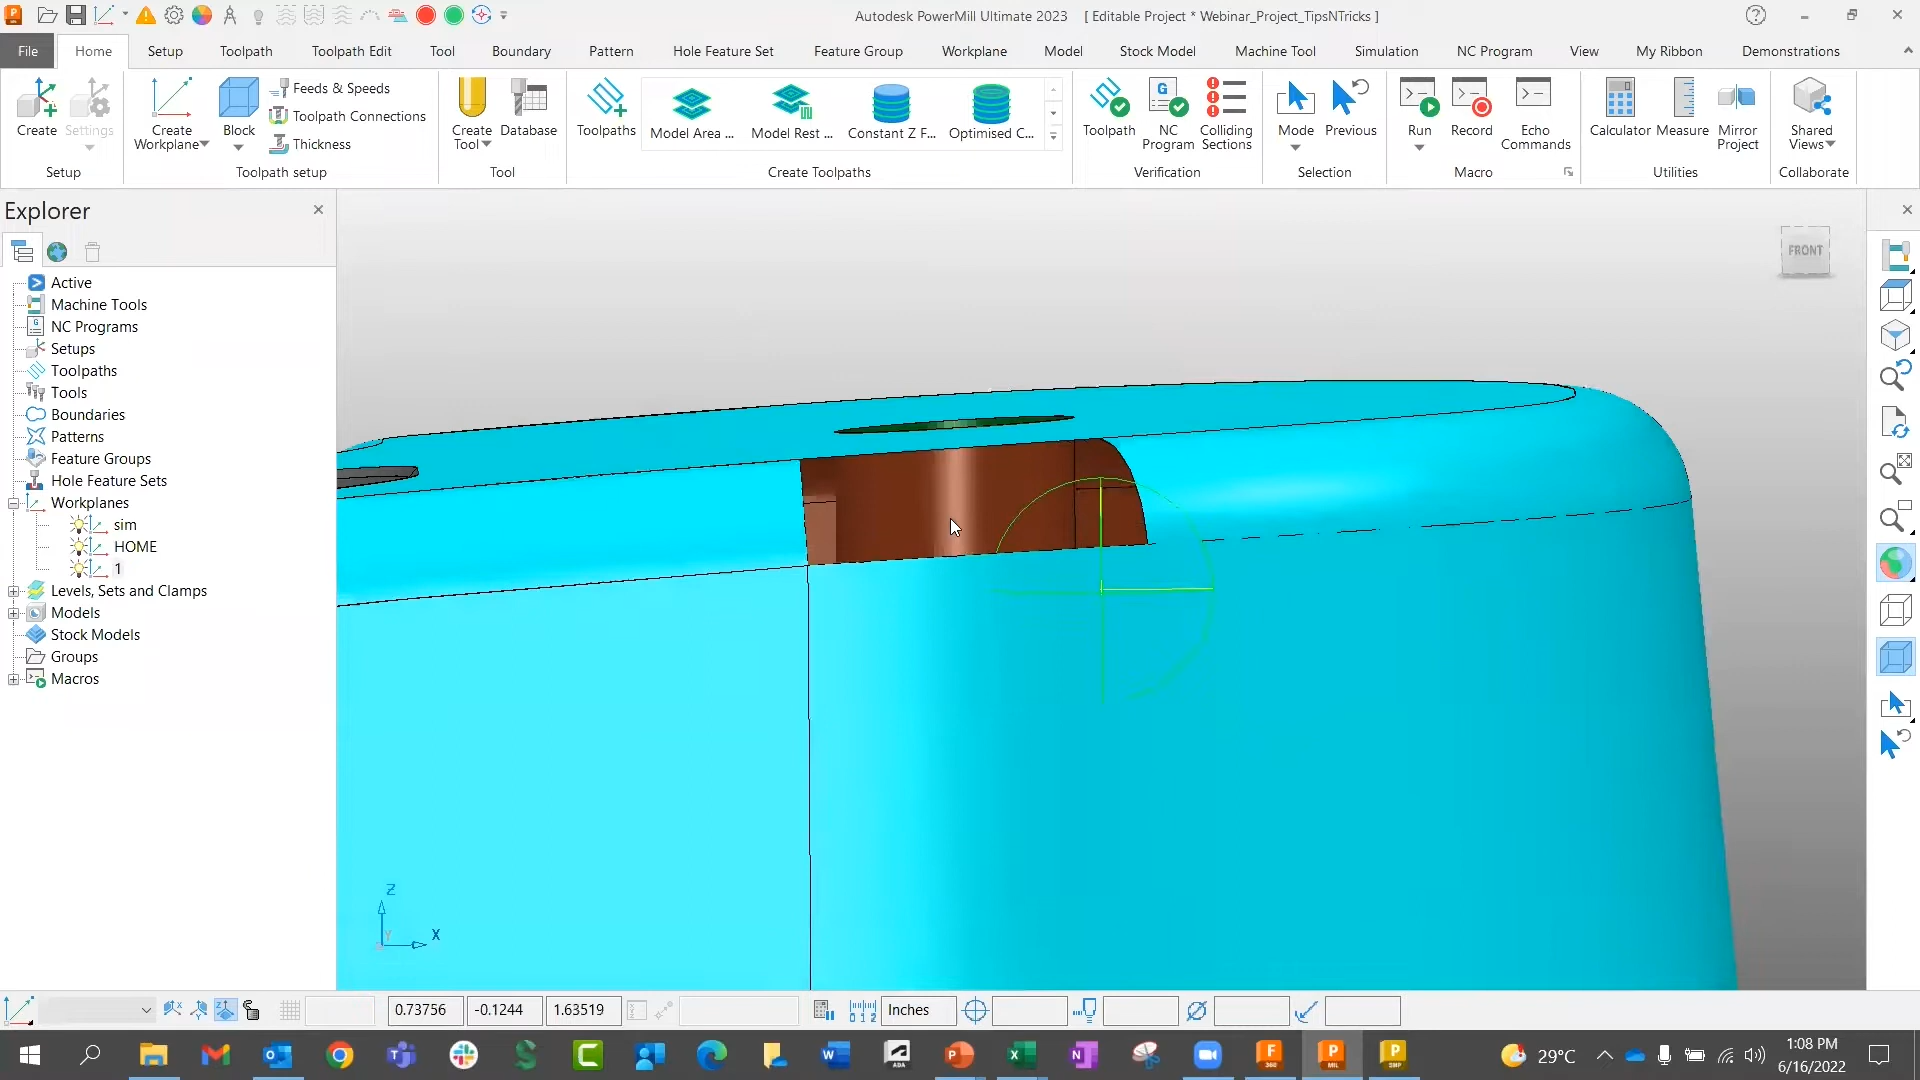 Autodesk PowerMill Ultimate 2023 [ Editable Project * Webinar_Project_TipsNTricks ]
File Home Setup Toolpath Toolpath Edit Tool Boundary Pattern Hole Feature Set Feature Group Workplane Model Stock Model Machine Tool Simulation NC Program View My Ribbon Demonstrations
Create
Settings
Setup
Create
Workplane
Block
Feeds & Speeds
Toolpath Connections
Thickness
Toolpath setup
Create
Tool
Database
Tool
Toolpaths
Model Area ...
Model Rest ...
Constant Z F...
Optimised C...
Create Toolpaths
Toolpath
NC
Program
Colliding
Sections
Verification
Mode
Previous
Selection
Run
Record
Echo
Commands
Macro
Calculator
Measure
Mirror
Project
Utilities
Shared
Views
Collaborate
Explorer
Active
Machine Tools
NC Programs
Setups
Toolpaths
Tools
Boundaries
Patterns
Feature Groups
Hole Feature Sets
Workplanes
sim
HOME
1
Levels, Sets and Clamps
Models
Stock Models
Groups
Macros
FRONT
Z
Y
X
0.73756 -0.1244 1.63519 Inches
29°C
1:08 PM
6/16/2022